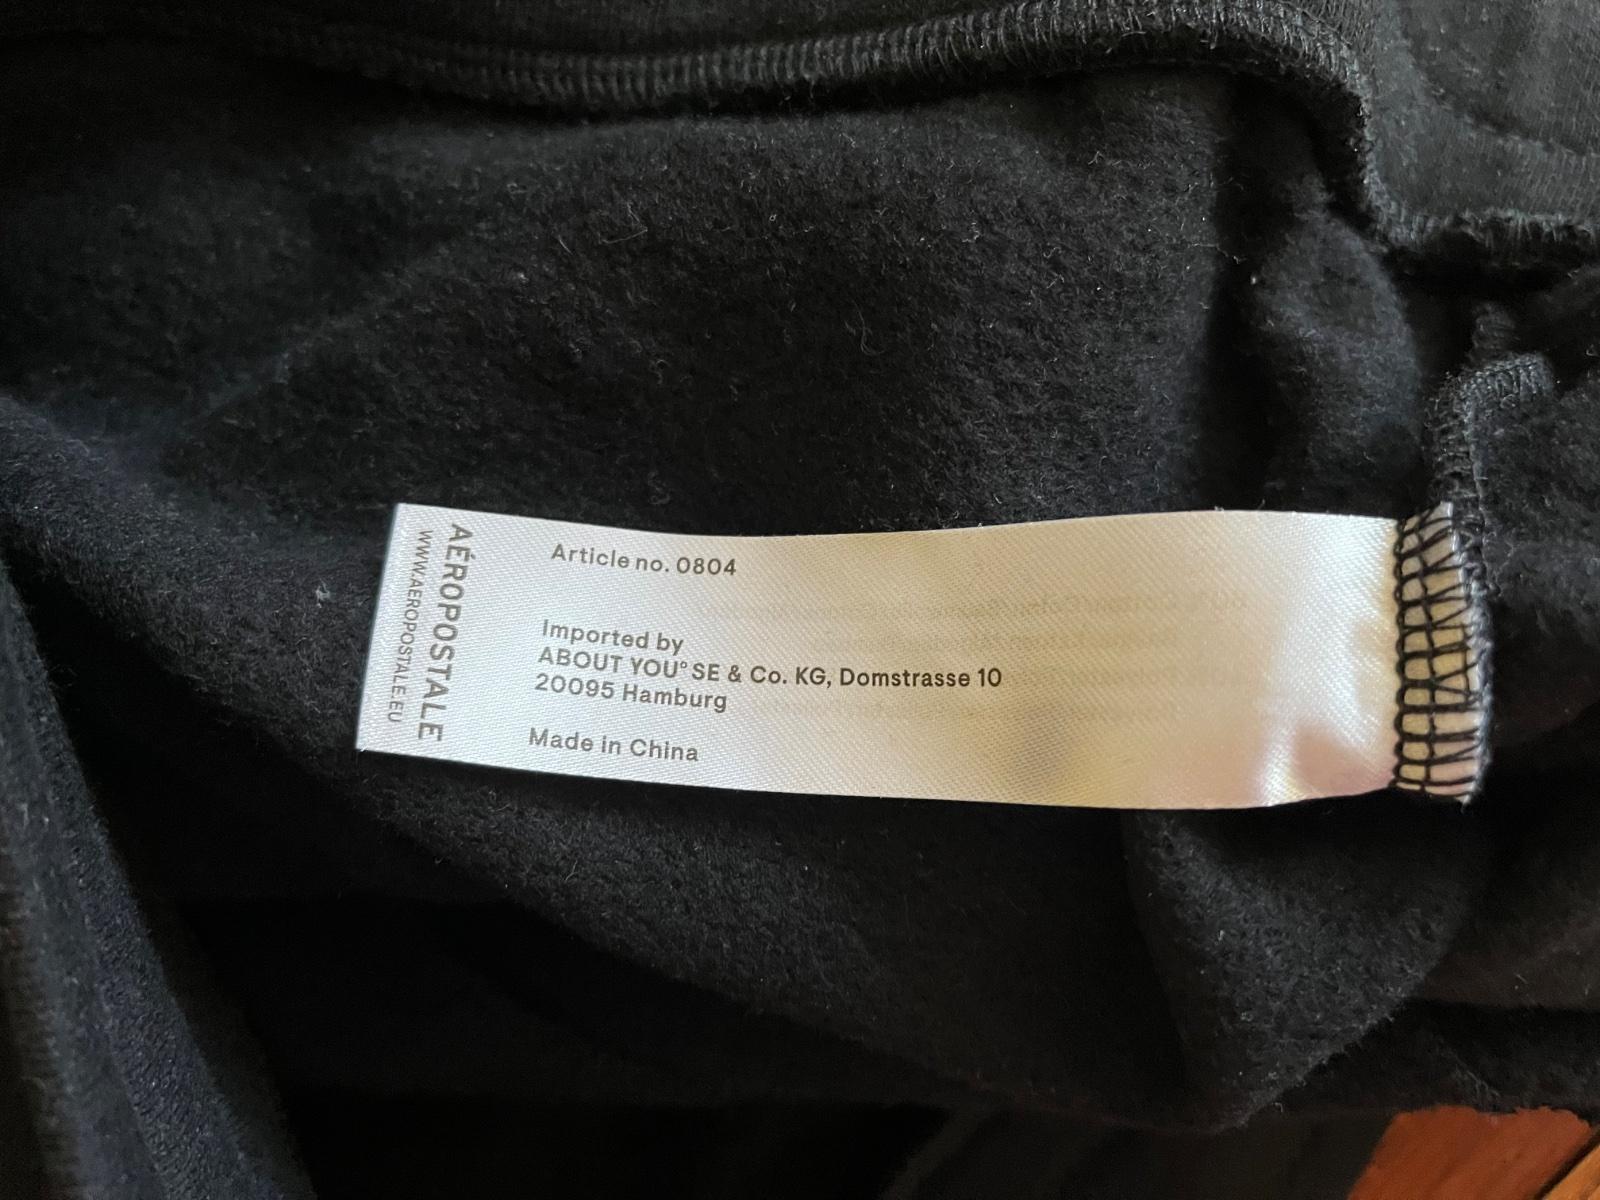 AÉROPOSTALE
WWW.AEROPOSTALE.EU
Article no. 0804
Imported by
ABOUT YOU° SE & Co. KG, Domstrasse 10
20095 Hamburg
Made in China